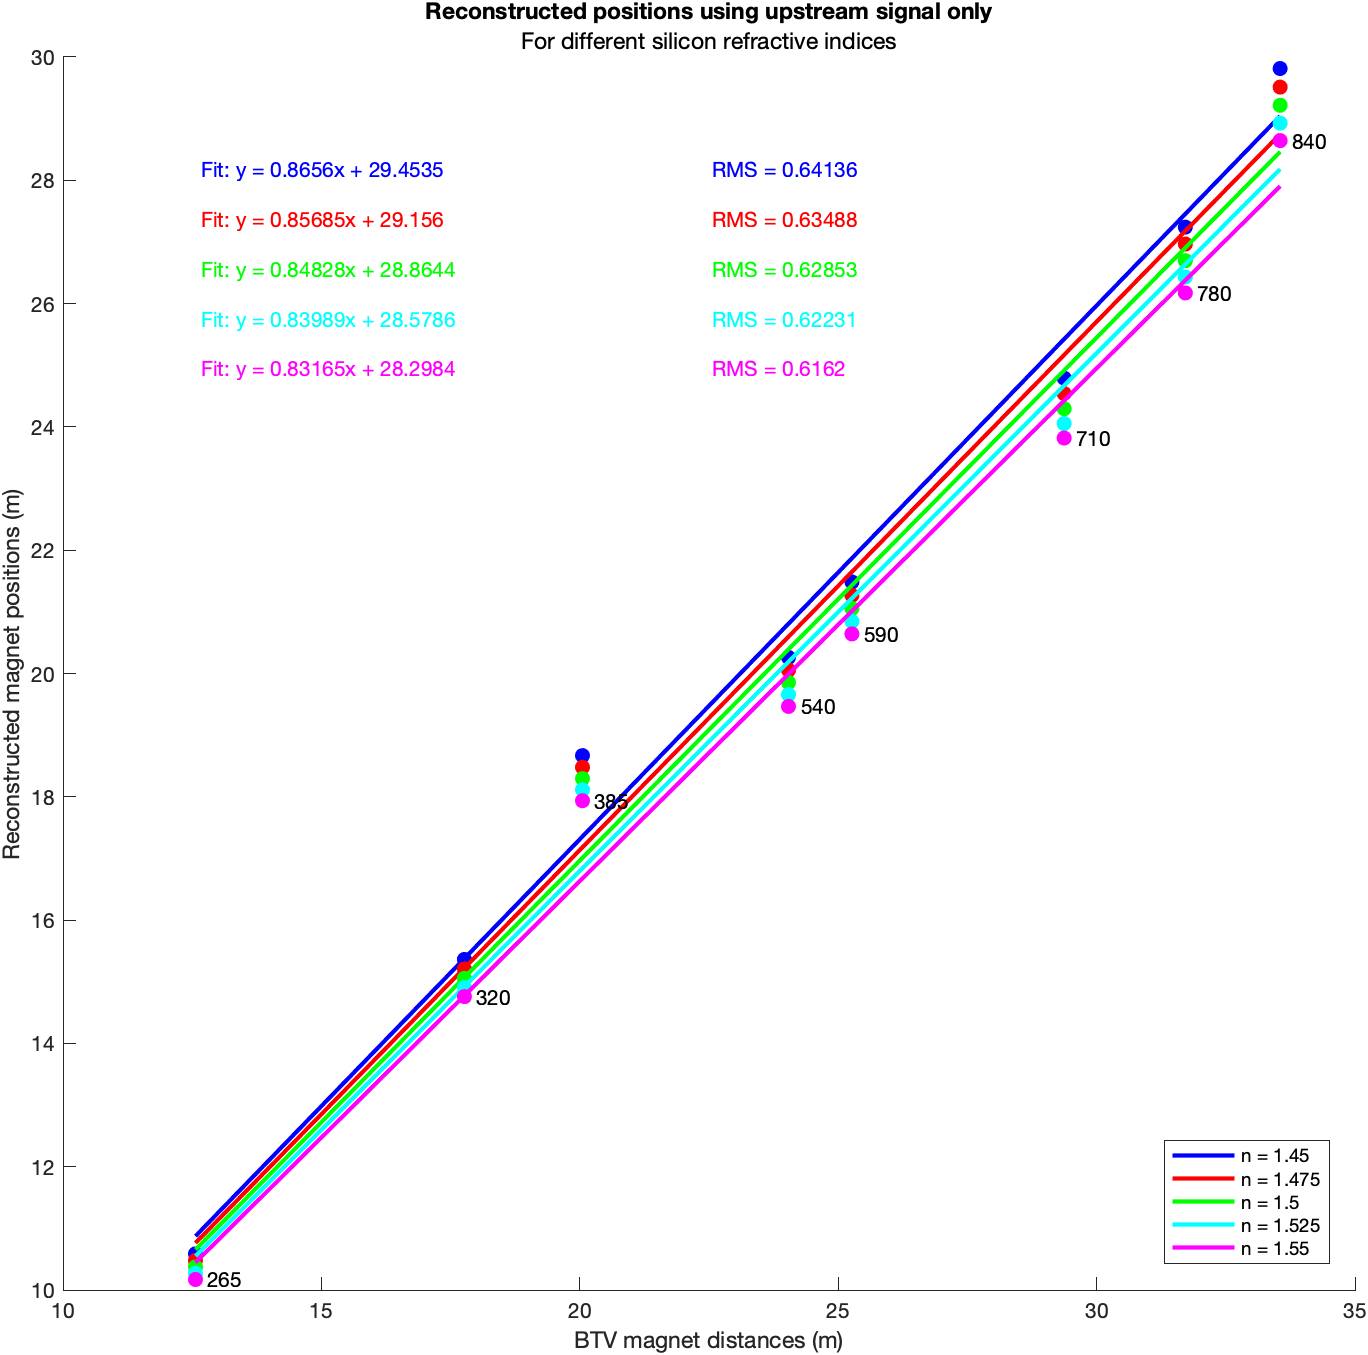 Reconstructed positions using upstream signal only
For different silicon refractive indices
30
28
26
24
22
20
18
16
14
12
10
Reconstructed magnet positions (m)
Fit: y = 0.8656x + 29.4535
RMS = 0.64136
Fit: y = 0.85685x + 29.156
RMS = 0.63488
Fit: y = 0.84828x + 28.8644
RMS = 0.62853
Fit: y = 0.83989x + 28.5786
RMS = 0.62231
Fit: y = 0.83165x + 28.2984
RMS = 0.6162
840
780
710
590
540
385
320
265
n = 1.45
n = 1.475
n = 1.5
n = 1.525
n = 1.55
10
15
20
25
30
35
BTV magnet distances (m)